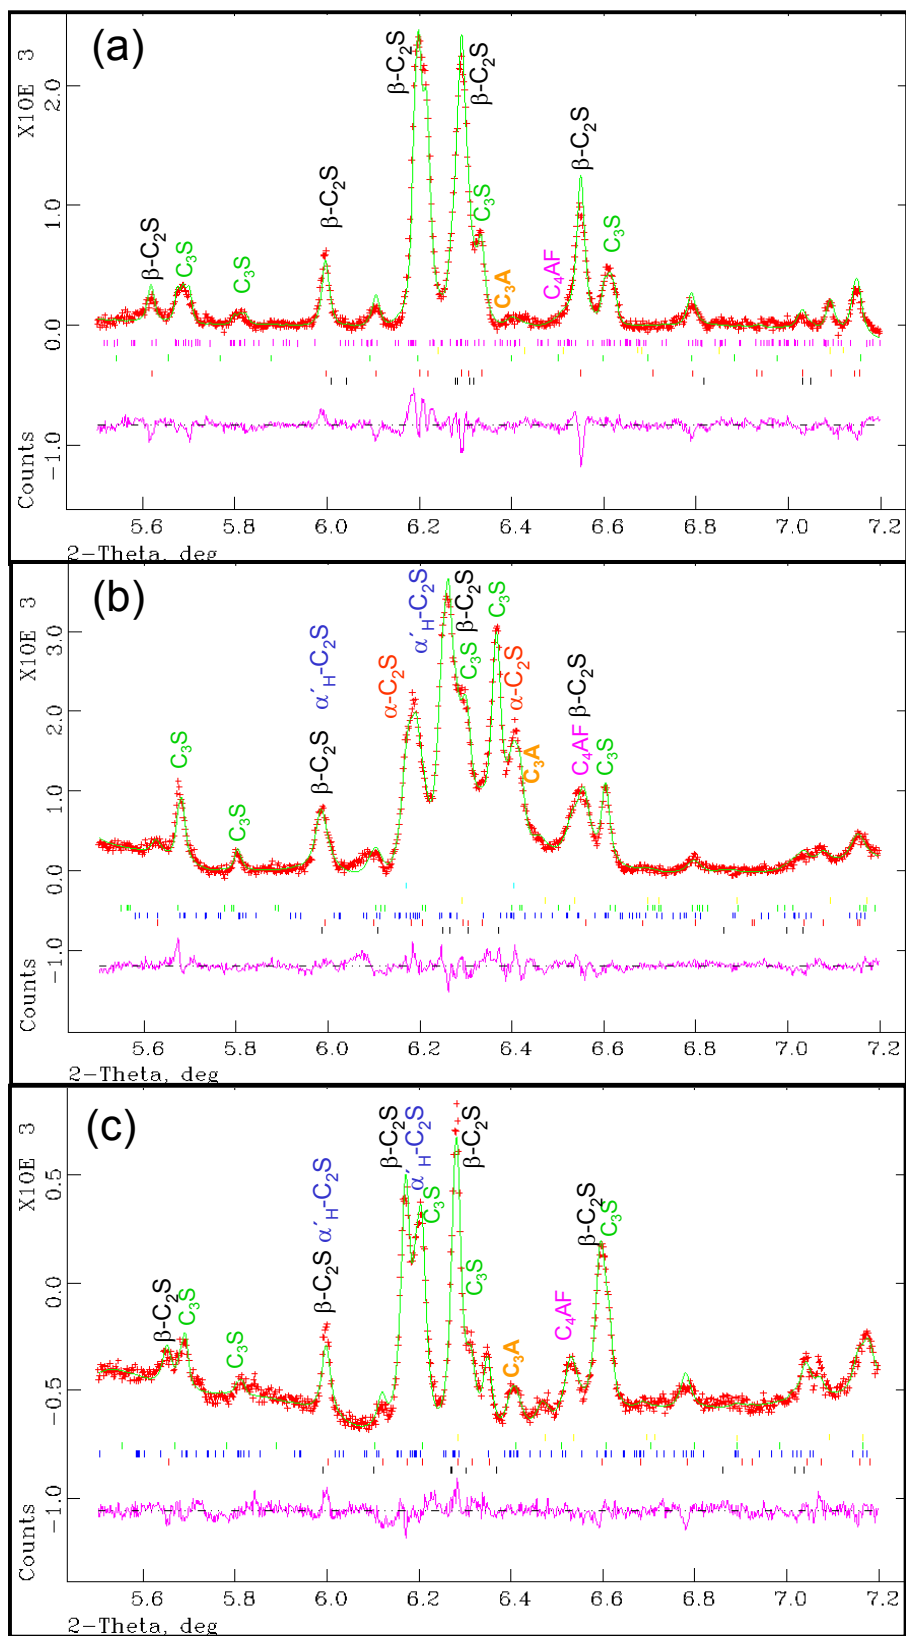 (a)
X10E 3
Counts
2.0
1.0
0.0
−1.0
β-C₂S
C₃S
C₃S
β-C₂S
β-C₂S
β-C₂S
C₃S
C₃A
C₄AF
β-C₂S
C₃S
5.6 5.8 6.0 6.2 6.4 6.6 6.8 7.0 7.2
2−Theta, deg
(b)
X10E 3
Counts
3.0
2.0
1.0
0.0
−1.0
C₃S
C₃S
β-C₂S
α′H-C₂S
α-C₂S
α′H-C₂S
β-C₂S
C₃S
C₃S
α-C₂S
C₃A
C₄AF
β-C₂S
C₃S
5.6 5.8 6.0 6.2 6.4 6.6 6.8 7.0 7.2
2−Theta, deg
(c)
X10E 3
Counts
0.5
0.0
−0.5
−1.0
β-C₂S
C₃S
C₃S
β-C₂S
α′H-C₂S
β-C₂S
α′H-C₂S
C₃S
β-C₂S
C₃S
C₃A
C₄AF
β-C₂S
C₃S
5.6 5.8 6.0 6.2 6.4 6.6 6.8 7.0 7.2
2−Theta, deg